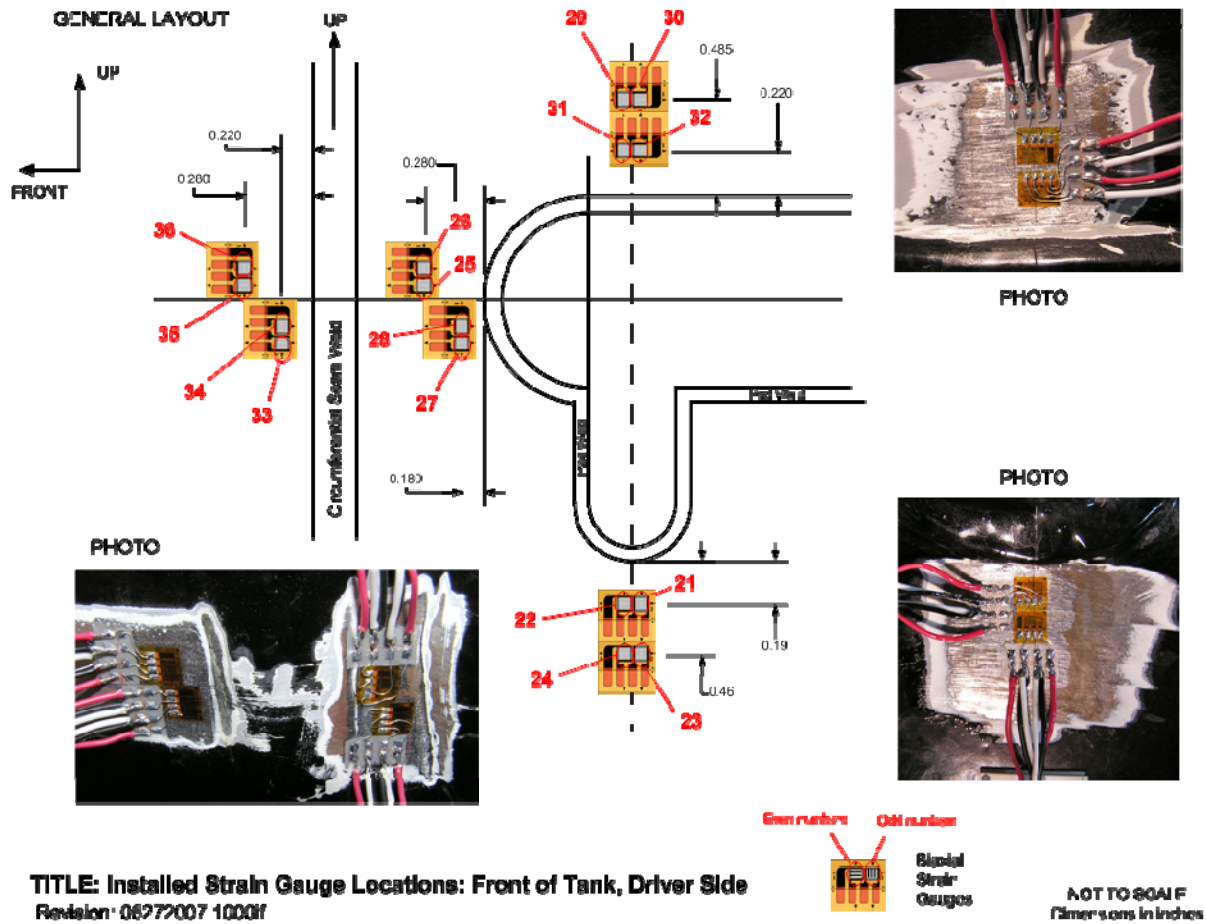 GENERAL LAYOUT
UP
UP
FRONT
29
30
0.485
31
32
0.220
0.220
0.280
0.260
36
26
25
35
28
34
33
27
Circumferential Seam Weld
Pad Weld
Pad Weld
0.180
PHOTO
PHOTO
PHOTO
21
22
0.19
24
0.46
23
Even numbers
Odd numbers
Biaxial
Strain
Gauges
TITLE: Installed Strain Gauge Locations: Front of Tank, Driver Side
NOT TO SCALE
Dimensions in inches